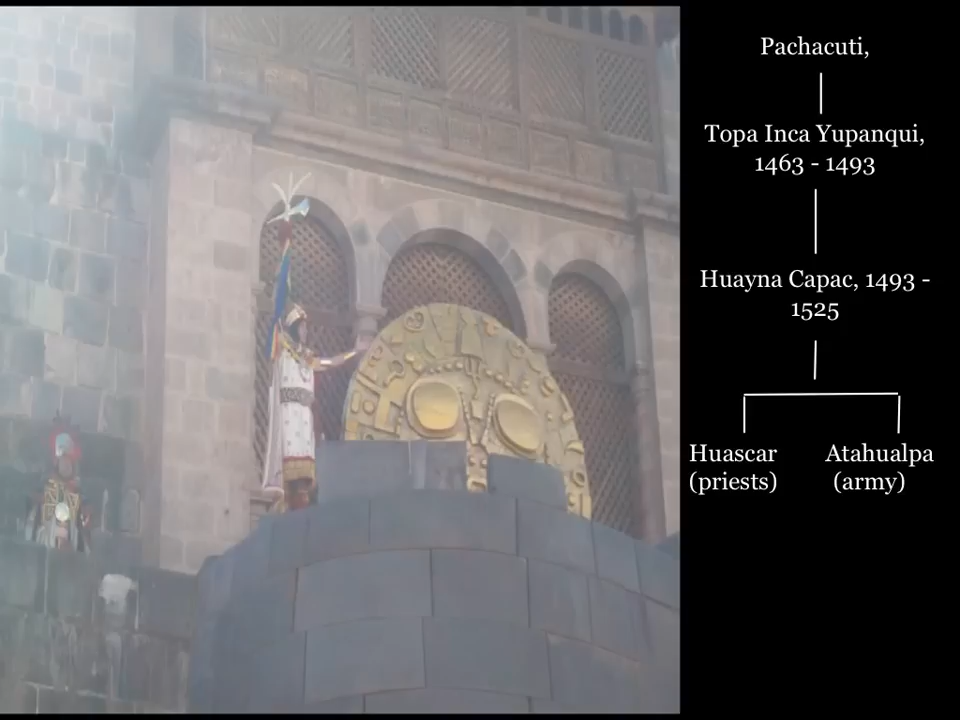 Pachacuti,
Topa Inca Yupanqui,
1463 - 1493
Huayna Capac, 1493 -
1525
Huascar Atahualpa
(priests) (army)